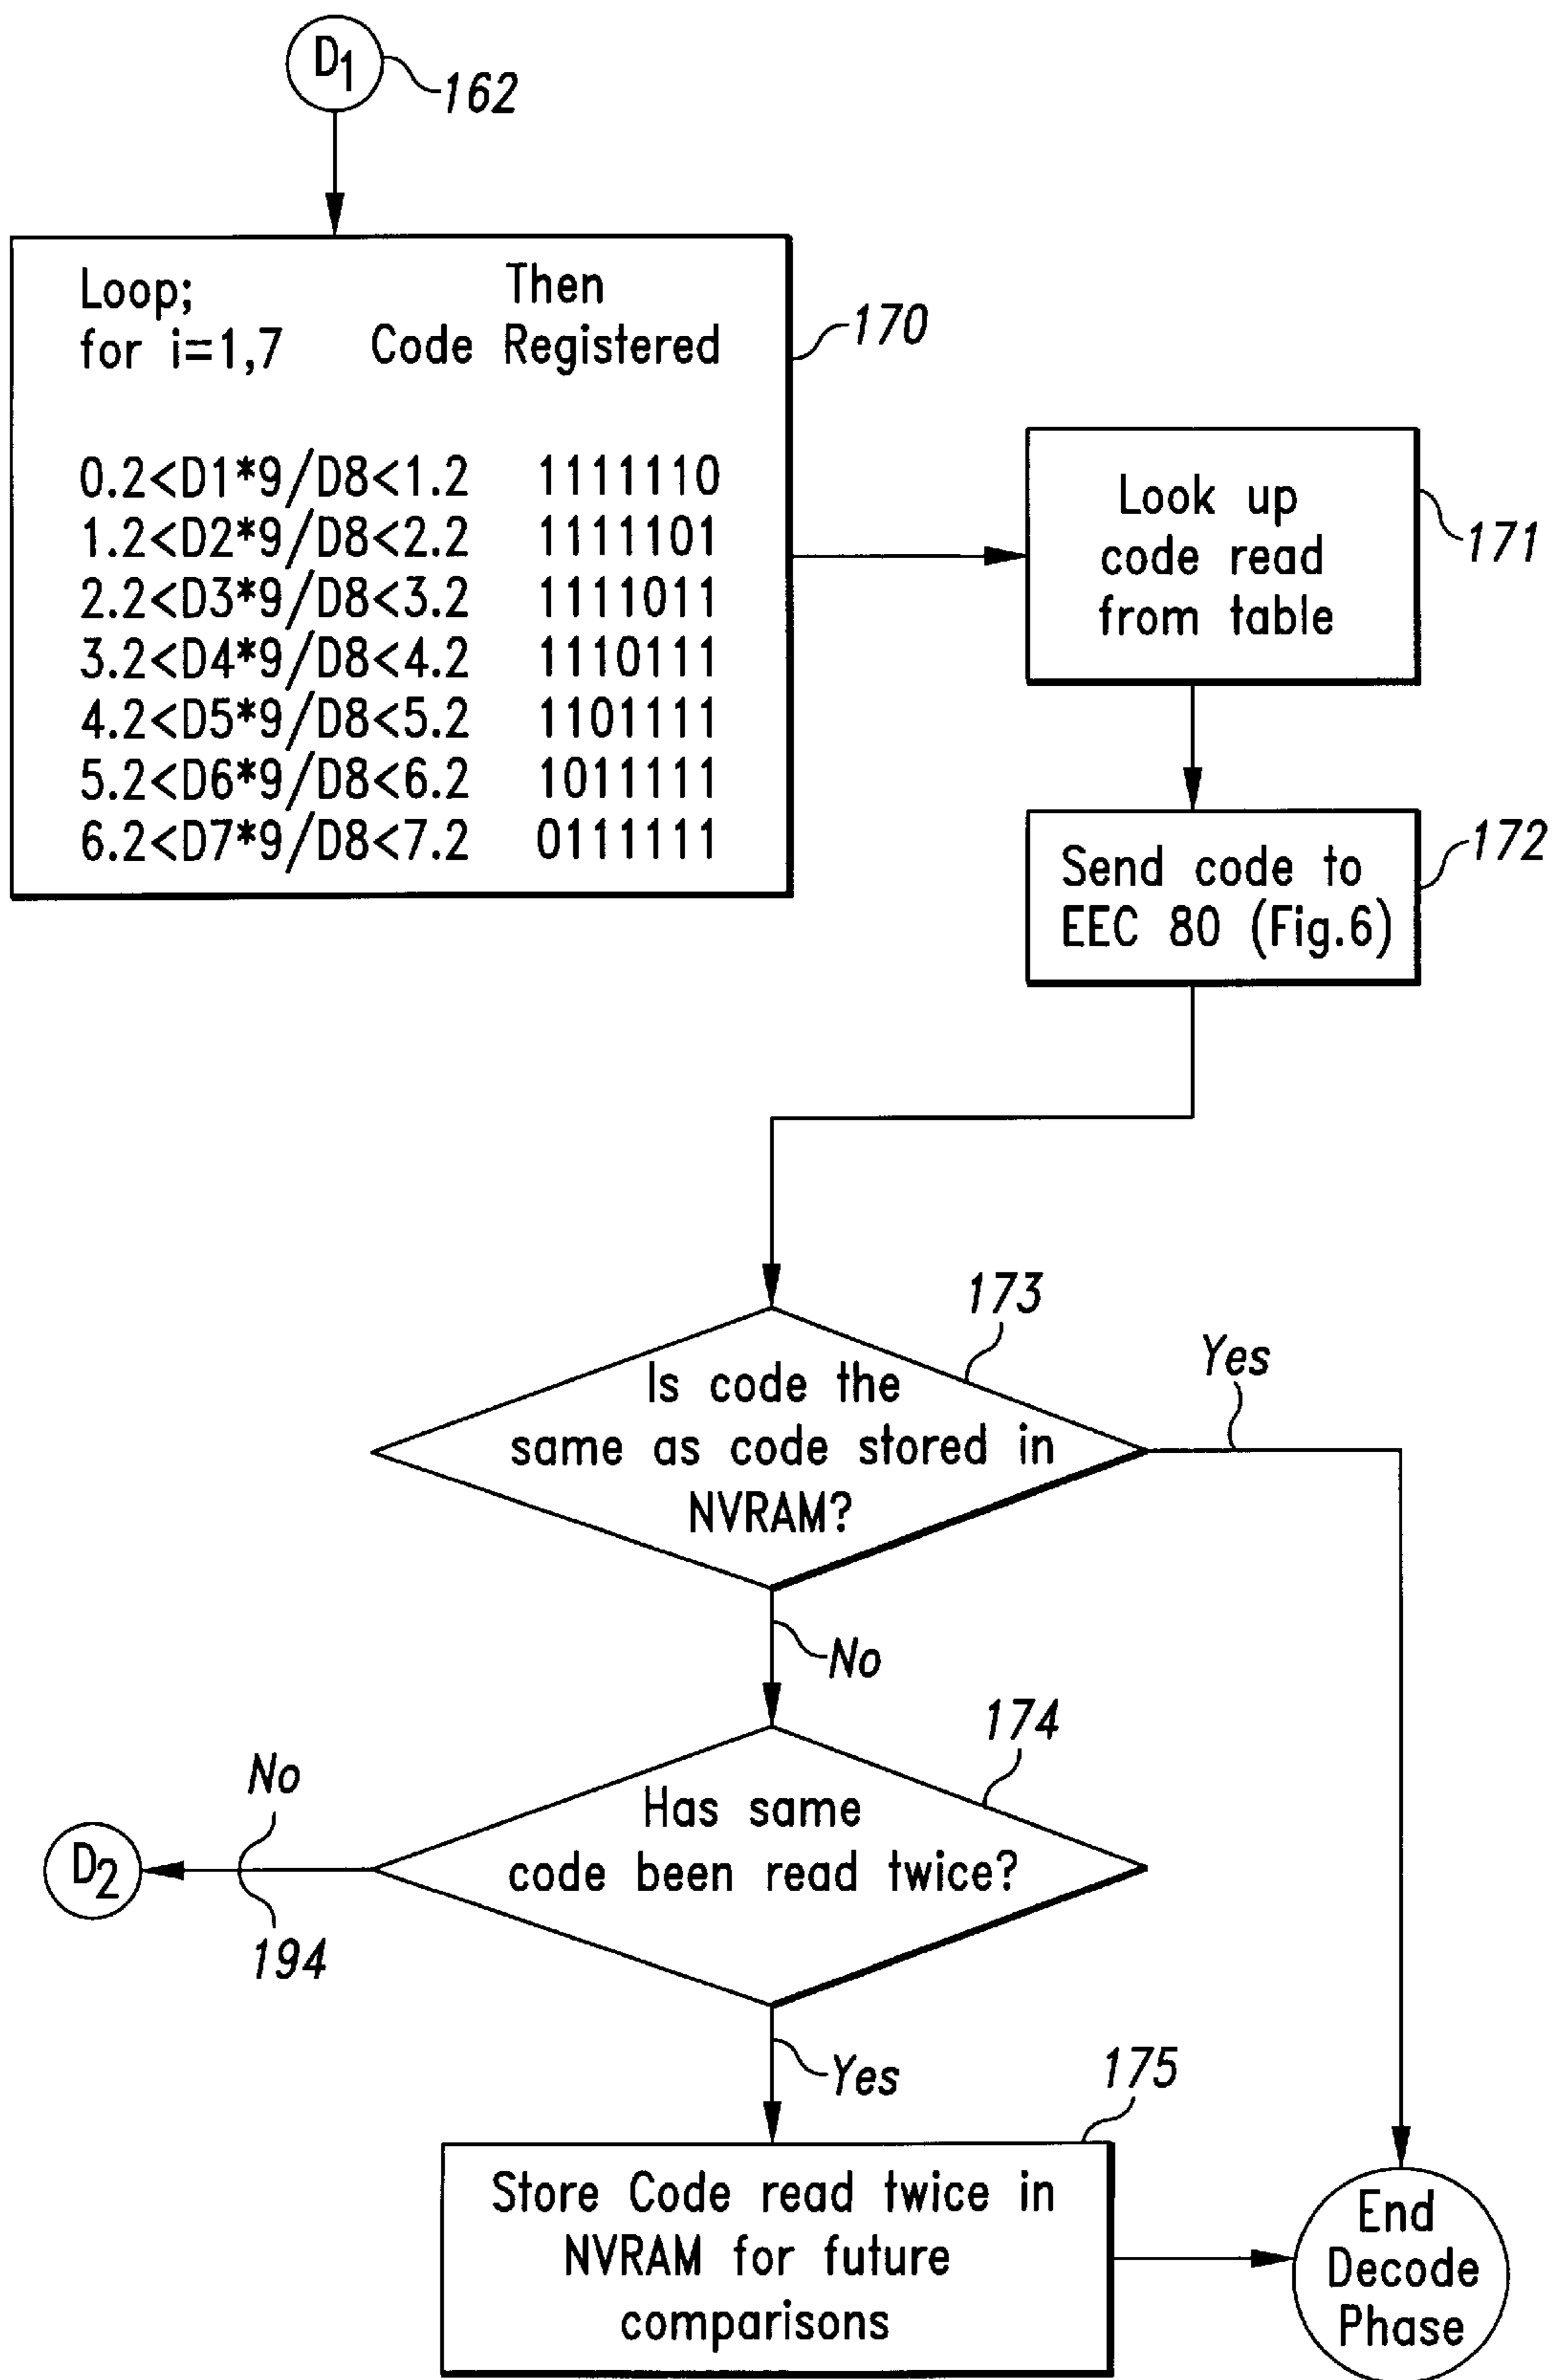 D1
162
Loop; Then
for i=1,7 Code Registered
170
0.2<D1*9/D8<1.2 1111110
1.2<D2*9/D8<2.2 1111101
2.2<D3*9/D8<3.2 1111011
3.2<D4*9/D8<4.2 1110111
4.2<D5*9/D8<5.2 1101111
5.2<D6*9/D8<6.2 1011111
6.2<D7*9/D8<7.2 0111111
Look up
code read
from table
171
Send code to
EEC 80 (Fig.6)
172
173
Is code the
same as code stored in
NVRAM?
Yes
No
174
Has same
code been read twice?
No
D2
194
Yes
175
Store Code read twice in
NVRAM for future
comparisons
End
Decode
Phase